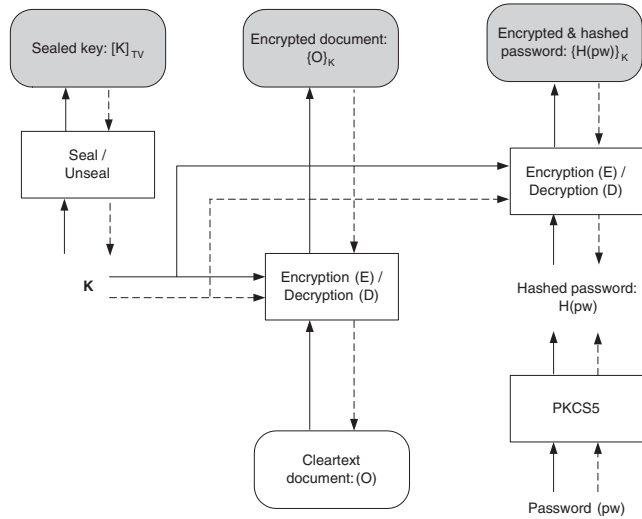 Sealed key: [K]TV
Encrypted document:
{O}K
Encrypted & hashed
password: {H(pw)}K
Seal /
Unseal
Encryption (E) /
Decryption (D)
K
Encryption (E) /
Decryption (D)
Hashed password:
H(pw)
PKCS5
Cleartext
document:(O)
Password (pw)